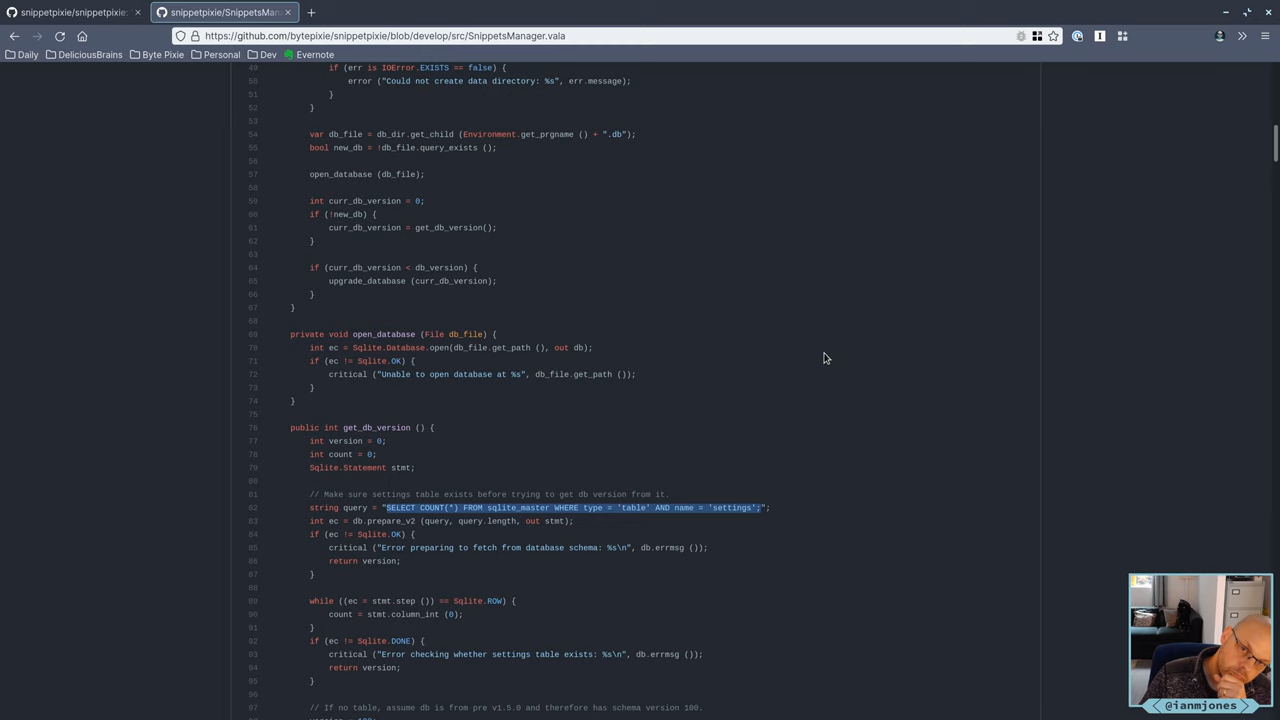 snippetpixie/snippetpixie:
snippetpixie/SnippetsMan
https://github.com/bytepixie/snippetpixie/blob/develop/src/SnippetsManager.vala
Daily
DeliciousBrains
Byte Pixie
Personal
Dev
Evernote
49 if (err is IOError.EXISTS == false) {
50 error ("Could not create data directory: %s", err.message);
51 }
52 }
53
54 var db_file = db_dir.get_child (Environment.get_prgname () + ".db");
55 bool new_db = !db_file.query_exists ();
56
57 open_database (db_file);
58
59 int curr_db_version = 0;
60 if (!new_db) {
61 curr_db_version = get_db_version();
62 }
63
64 if (curr_db_version < db_version) {
65 upgrade_database (curr_db_version);
66 }
67 }
68
69 private void open_database (File db_file) {
70 int ec = Sqlite.Database.open(db_file.get_path (), out db);
71 if (ec != Sqlite.OK) {
72 critical ("Unable to open database at %s", db_file.get_path ());
73 }
74 }
75
76 public int get_db_version () {
77 int version = 0;
78 int count = 0;
79 Sqlite.Statement stmt;
80
81 // Make sure settings table exists before trying to get db version from it.
82 string query = "SELECT COUNT(*) FROM sqlite_master WHERE type = 'table' AND name = 'settings';";
83 int ec = db.prepare_v2 (query, query.length, out stmt);
84 if (ec != Sqlite.OK) {
85 critical ("Error preparing to fetch from database schema: %s\n", db.errmsg ());
86 return version;
87 }
88
89 while ((ec = stmt.step ()) == Sqlite.ROW) {
90 count = stmt.column_int (0);
91 }
92 if (ec != Sqlite.DONE) {
93 critical ("Error checking whether settings table exists: %s\n", db.errmsg ());
94 return version;
95 }
96
97 // If no table, assume db is from pre v1.5.0 and therefore has schema version 100.
@ianmjones